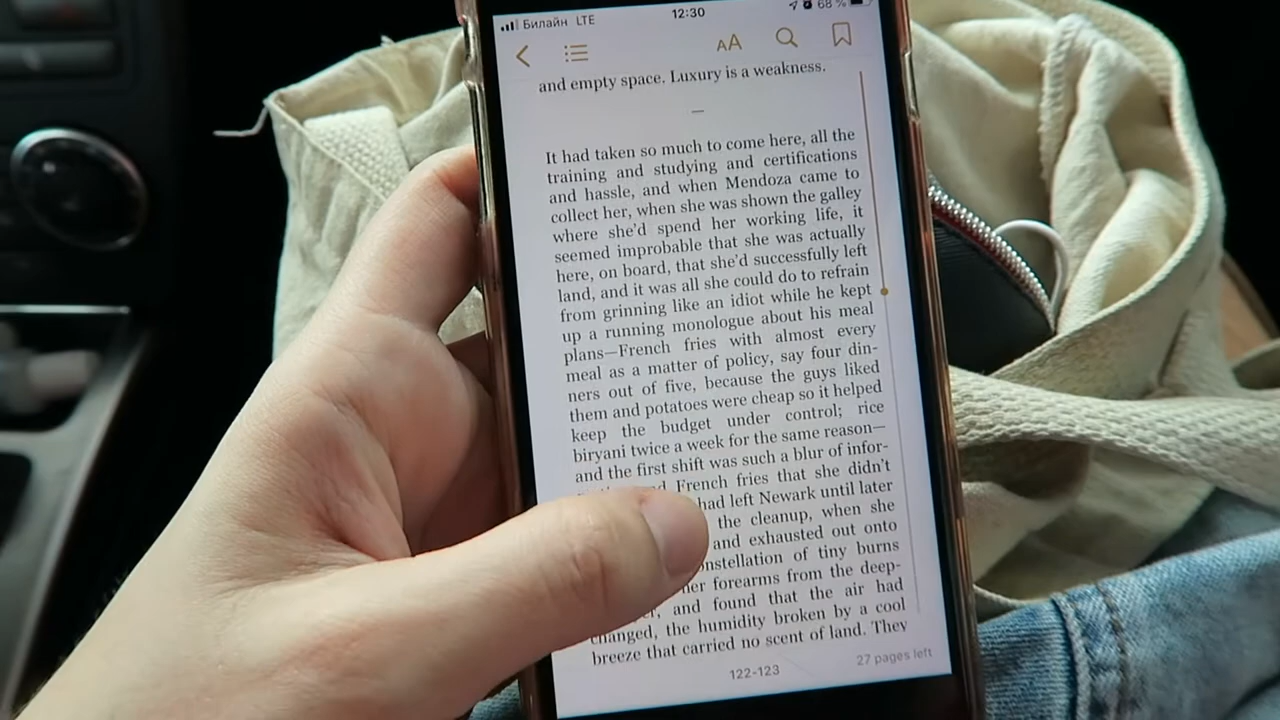 Билайн LTE 12:30 68 %
AA
and empty space. Luxury is a weakness.
—
It had taken so much to come here, all the
training and studying and certifications
and hassle, and when Mendoza came to
collect her, when she was shown the galley
where she'd spend her working life, it
seemed improbable that she was actually
here, on board, that she'd successfully left
land, and it was all she could do to refrain
from grinning like an idiot while he kept
up a running monologue about his meal
plans—French fries with almost every
meal as a matter of policy, say four din-
ners out of five, because the guys liked
them and potatoes were cheap so it helped
keep the budget under control; rice
biryani twice a week for the same reason—
and the first shift was such a blur of infor-
French fries that she didn't
had left Newark until later
the cleanup, when she
and exhausted out onto
of tiny burns
forearms from the deep-
and found that the air had
changed, the humidity broken by a cool
breeze that carried no scent of land. They
122-123 27 pages left